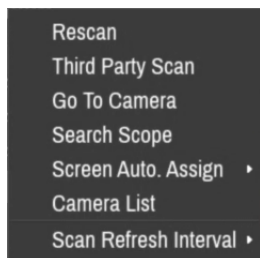 Rescan
Third Party Scan
Go To Camera
Search Scope
Screen Auto. Assign
Camera List
Scan Refresh Interval